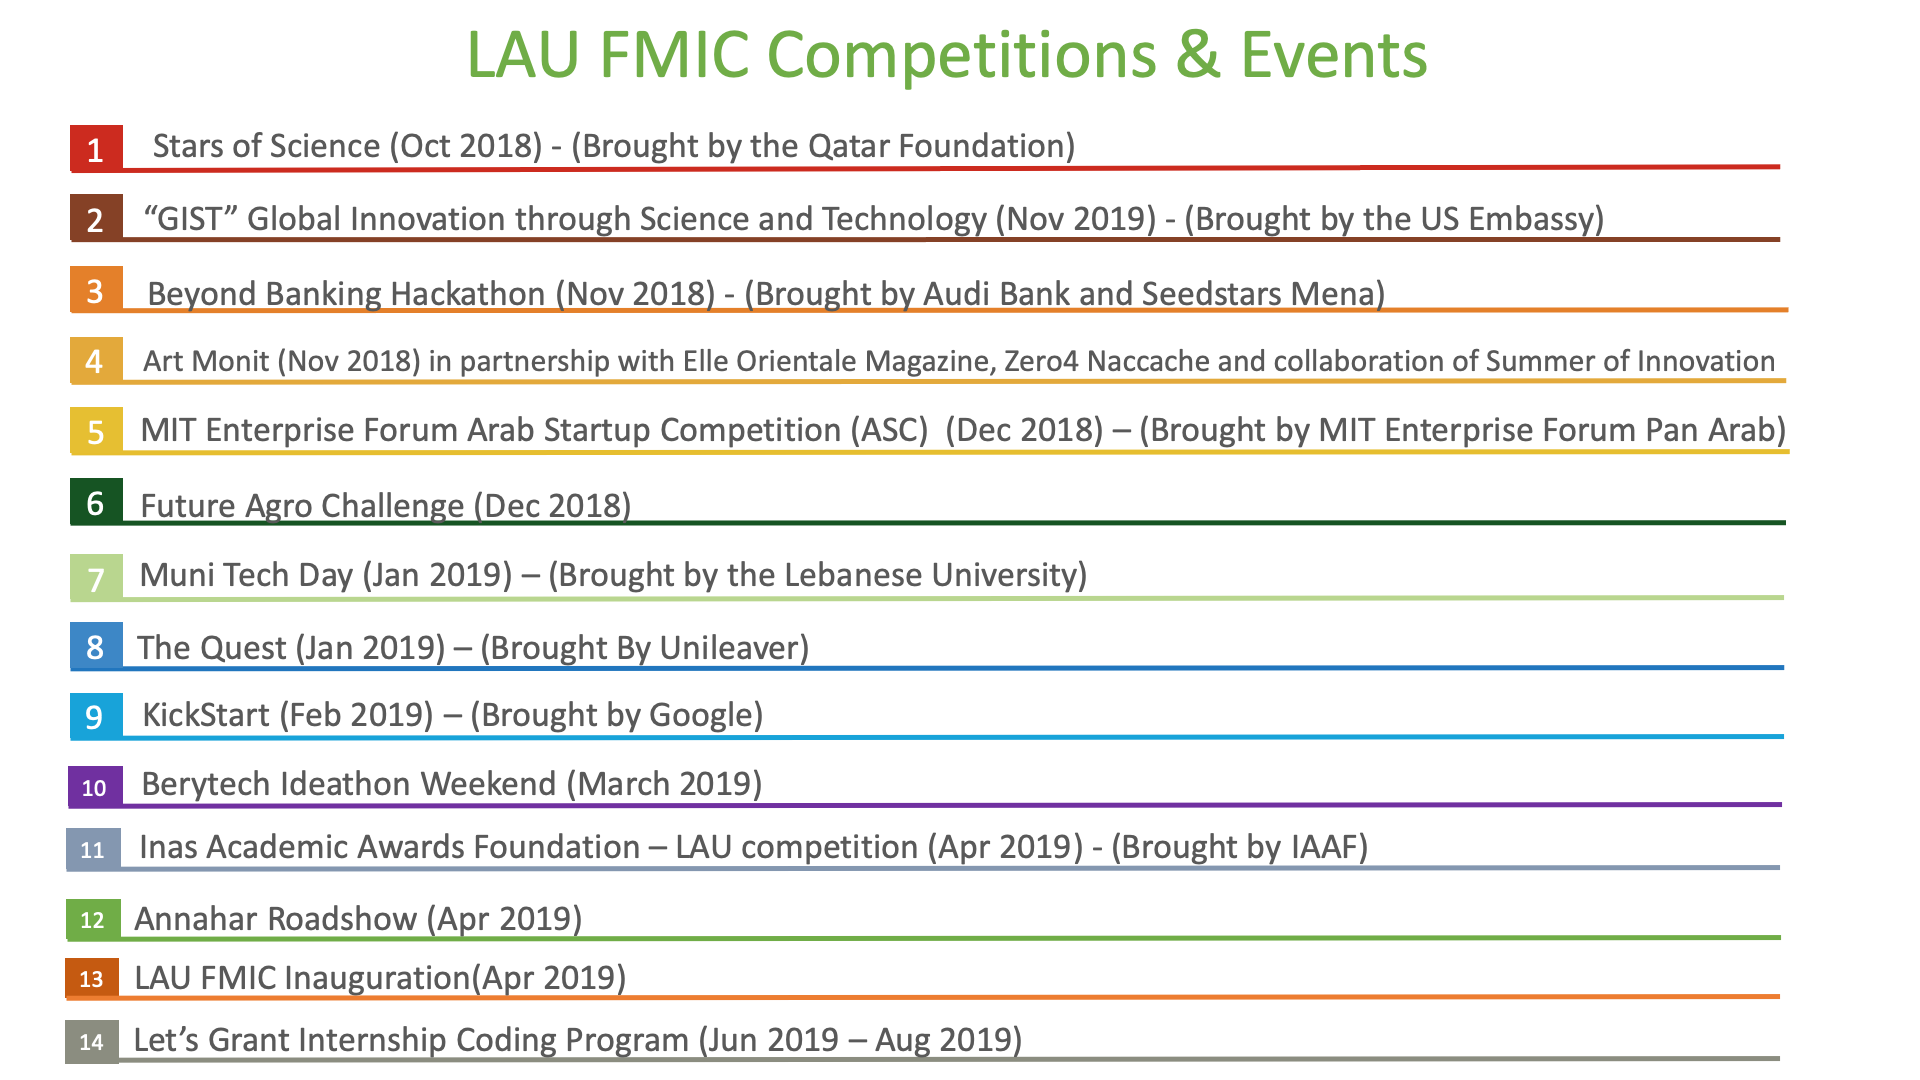 LAU FMIC Competitions & Events
1 Stars of Science (Oct 2018) - (Brought by the Qatar Foundation)
2 “GIST” Global Innovation through Science and Technology (Nov 2019) - (Brought by the US Embassy)
3 Beyond Banking Hackathon (Nov 2018) - (Brought by Audi Bank and Seedstars Mena)
4 Art Monit (Nov 2018) in partnership with Elle Orientale Magazine, Zero4 Naccache and collaboration of Summer of Innovation
5 MIT Enterprise Forum Arab Startup Competition (ASC) (Dec 2018) – (Brought by MIT Enterprise Forum Pan Arab)
6 Future Agro Challenge (Dec 2018)
7 Muni Tech Day (Jan 2019) – (Brought by the Lebanese University)
8 The Quest (Jan 2019) – (Brought By Unileaver)
9 KickStart (Feb 2019) – (Brought by Google)
10 Berytech Ideathon Weekend (March 2019)
11 Inas Academic Awards Foundation – LAU competition (Apr 2019) - (Brought by IAAF)
12 Annahar Roadshow (Apr 2019)
13 LAU FMIC Inauguration(Apr 2019)
14 Let’s Grant Internship Coding Program (Jun 2019 – Aug 2019)